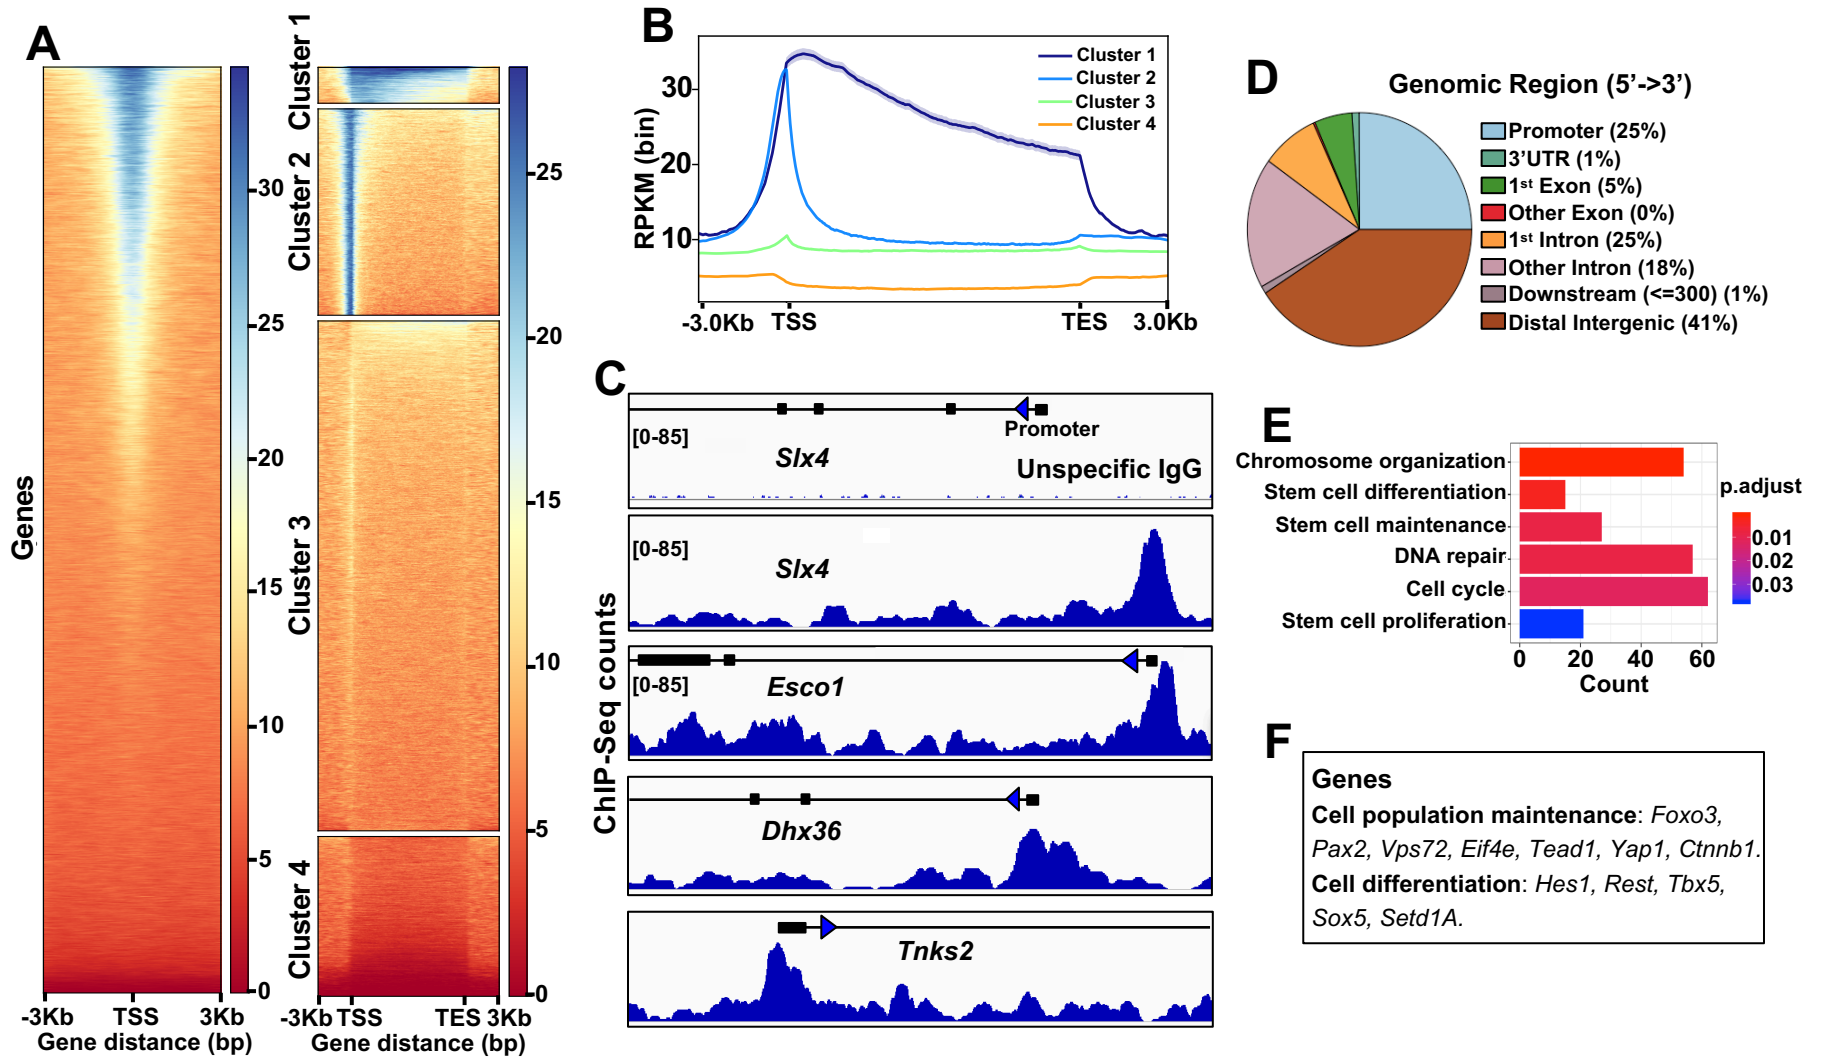 A
Genes
30
25
20
15
10
5
0
-3Kb TSS 3Kb
Gene distance (bp)
Cluster 1
Cluster 2
Cluster 3
Cluster 4
25
20
15
10
5
0
-3Kb TSS TES 3Kb
Gene distance (bp)
B
RPKM (bin)
30
20
10
Cluster 1
Cluster 2
Cluster 3
Cluster 4
-3.0Kb TSS TES 3.0Kb
C
ChIP-Seq counts
Promoter
[0-85]
Slx4
Unspecific IgG
[0-85]
Slx4
[0-85]
Esco1
Dhx36
Tnks2
D
Genomic Region (5’->3’)
Promoter (25%)
3’UTR (1%)
1st Exon (5%)
Other Exon (0%)
1st Intron (25%)
Other Intron (18%)
Downstream (<=300) (1%)
Distal Intergenic (41%)
E
Chromosome organization
Stem cell differentiation
Stem cell maintenance
DNA repair
Cell cycle
Stem cell proliferation
0 20 40 60
Count
p.adjust
0.01
0.02
0.03
F
Genes
Cell population maintenance: Foxo3,
Pax2, Vps72, Eif4e, Tead1, Yap1, Ctnnb1.
Cell differentiation: Hes1, Rest, Tbx5,
Sox5, Setd1A.